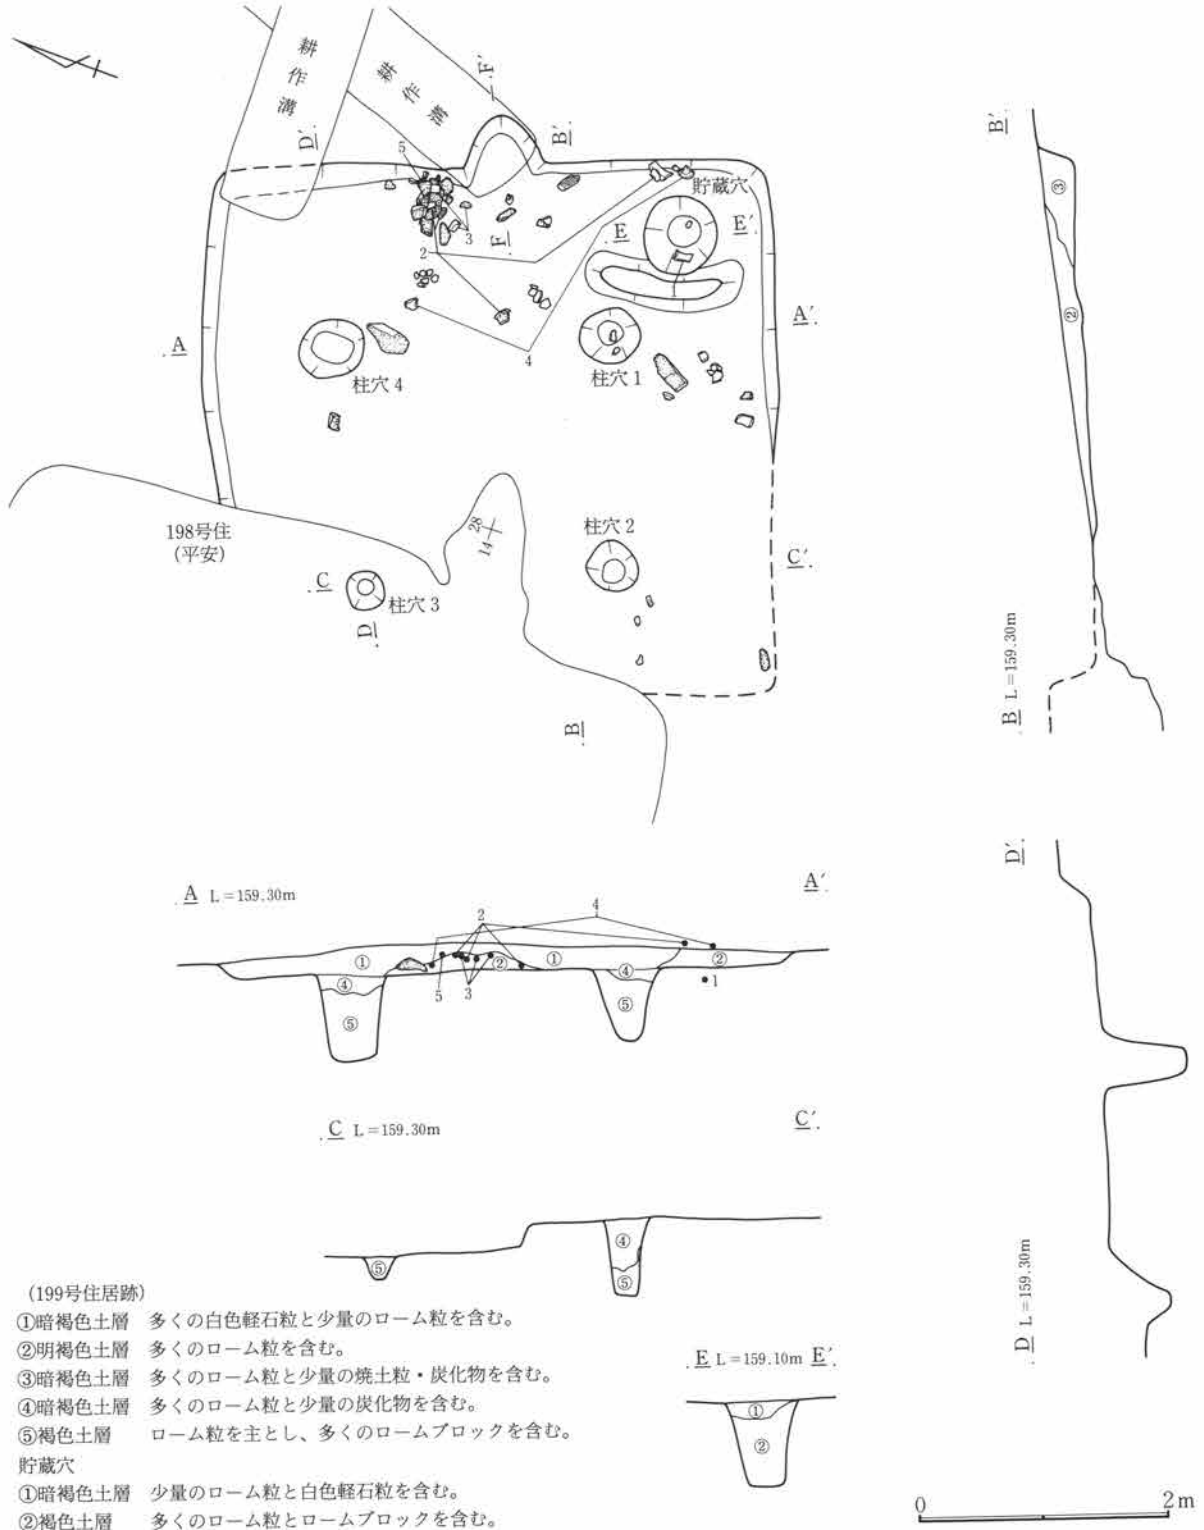 耕作溝
耕作溝
F′
D′
B′
5
貯蔵穴
3
E
E′
2
F
1
A′
A
4
柱穴4
柱穴1
198号住
(平安)
28
14
柱穴2
C′
C
柱穴3
D
B
B′
③
②
B L=159.30m
A L=159.30m
A′
4
2
①
②
①
②
④
④
5
3
1
⑤
⑤
C L=159.30m
C′
④
⑤
⑤
D′
D L=159.30m
E L=159.10m E′
①
②
(199号住居跡)
①暗褐色土層 多くの白色軽石粒と少量のローム粒を含む。
②明褐色土層 多くのローム粒を含む。
③暗褐色土層 多くのローム粒と少量の焼土粒・炭化物を含む。
④暗褐色土層 多くのローム粒と少量の炭化物を含む。
⑤褐色土層 ローム粒を主とし、多くのロームブロックを含む。
貯蔵穴
①暗褐色土層 少量のローム粒と白色軽石粒を含む。
②褐色土層 多くのローム粒とロームブロックを含む。
0 2m